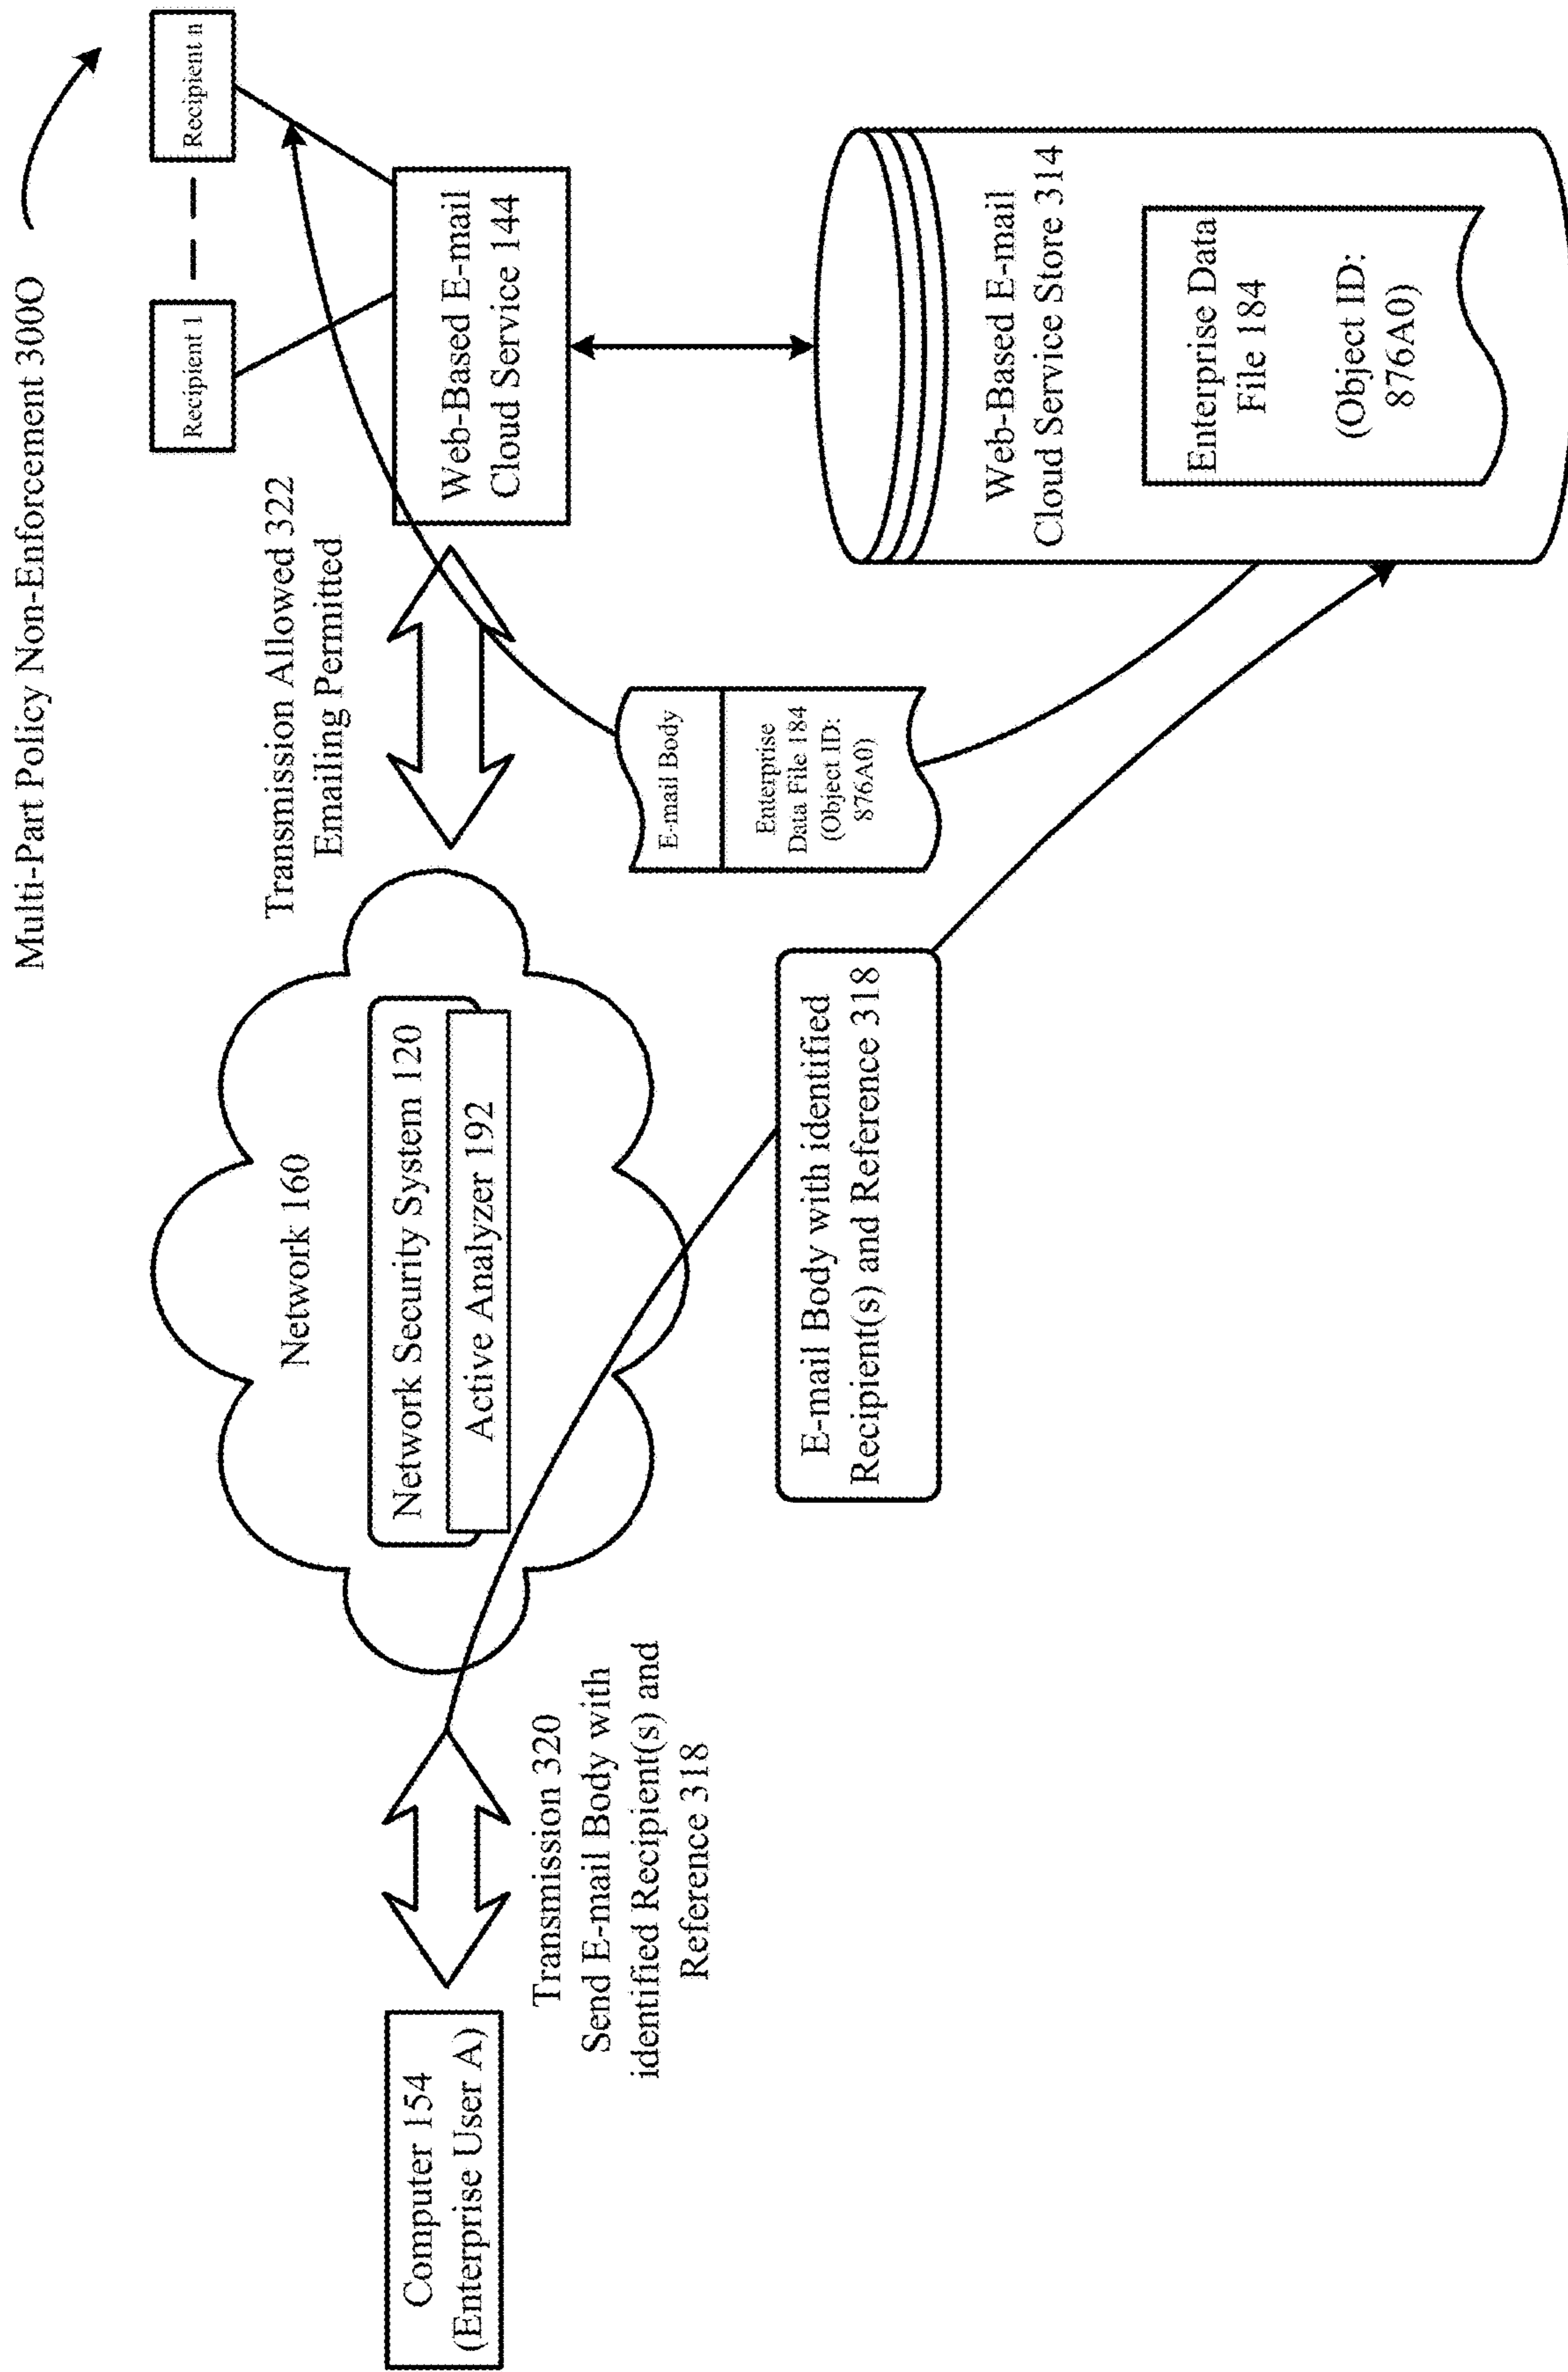 Multi-Part Policy Non-Enforcement 300O
Recipient 1
Recipient n
Transmission Allowed 322
Emailing Permitted
Network 160
Network Security System 120
Active Analyzer 192
Computer 154
(Enterprise User A)
Web-Based E-mail
Cloud Service 144
Transmission 320
Send E-mail Body with
identified Recipient(s) and
Reference 318
E-mail Body
Enterprise
Data File 184
(Object ID:
876A0)
E-mail Body with identified
Recipient(s) and Reference 318
Web-Based E-mail
Cloud Service Store 314
Enterprise Data
File 184
(Object ID:
876A0)